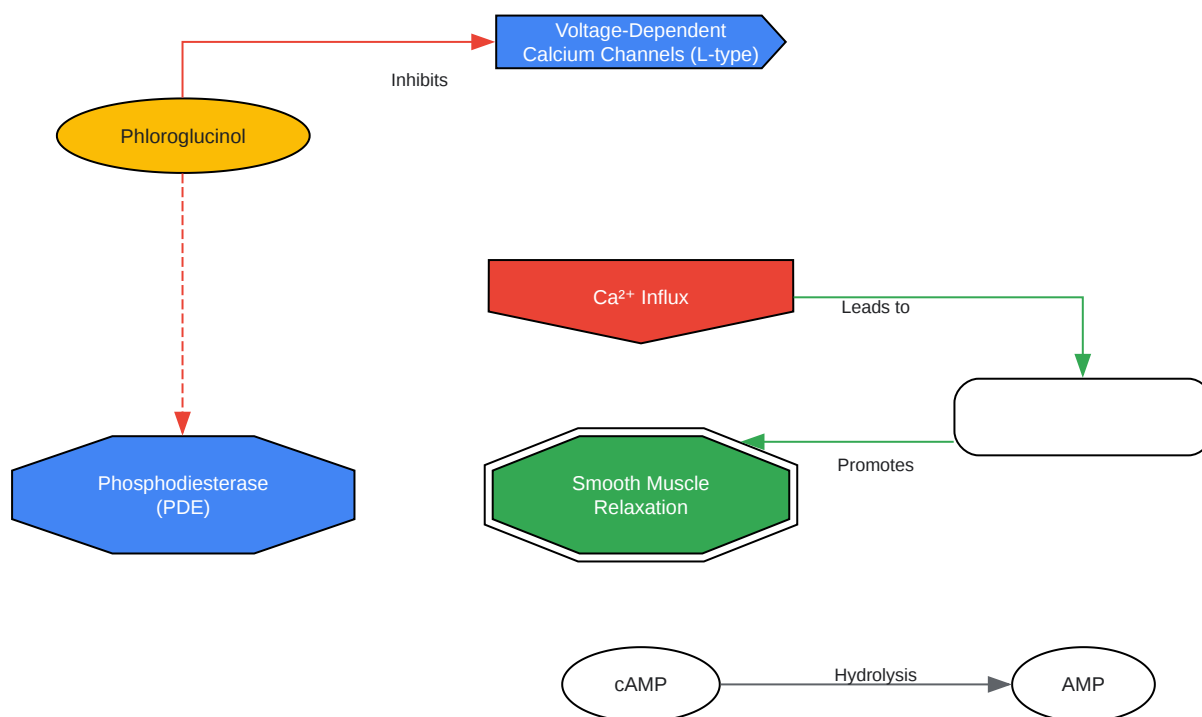 Voltage-Dependent
Calcium Channels (L-type)
Inhibits
Phloroglucinol
Ca²⁺ Influx
Leads to
Promotes
Phosphodiesterase
(PDE)
Smooth Muscle
Relaxation
cAMP
Hydrolysis
AMP